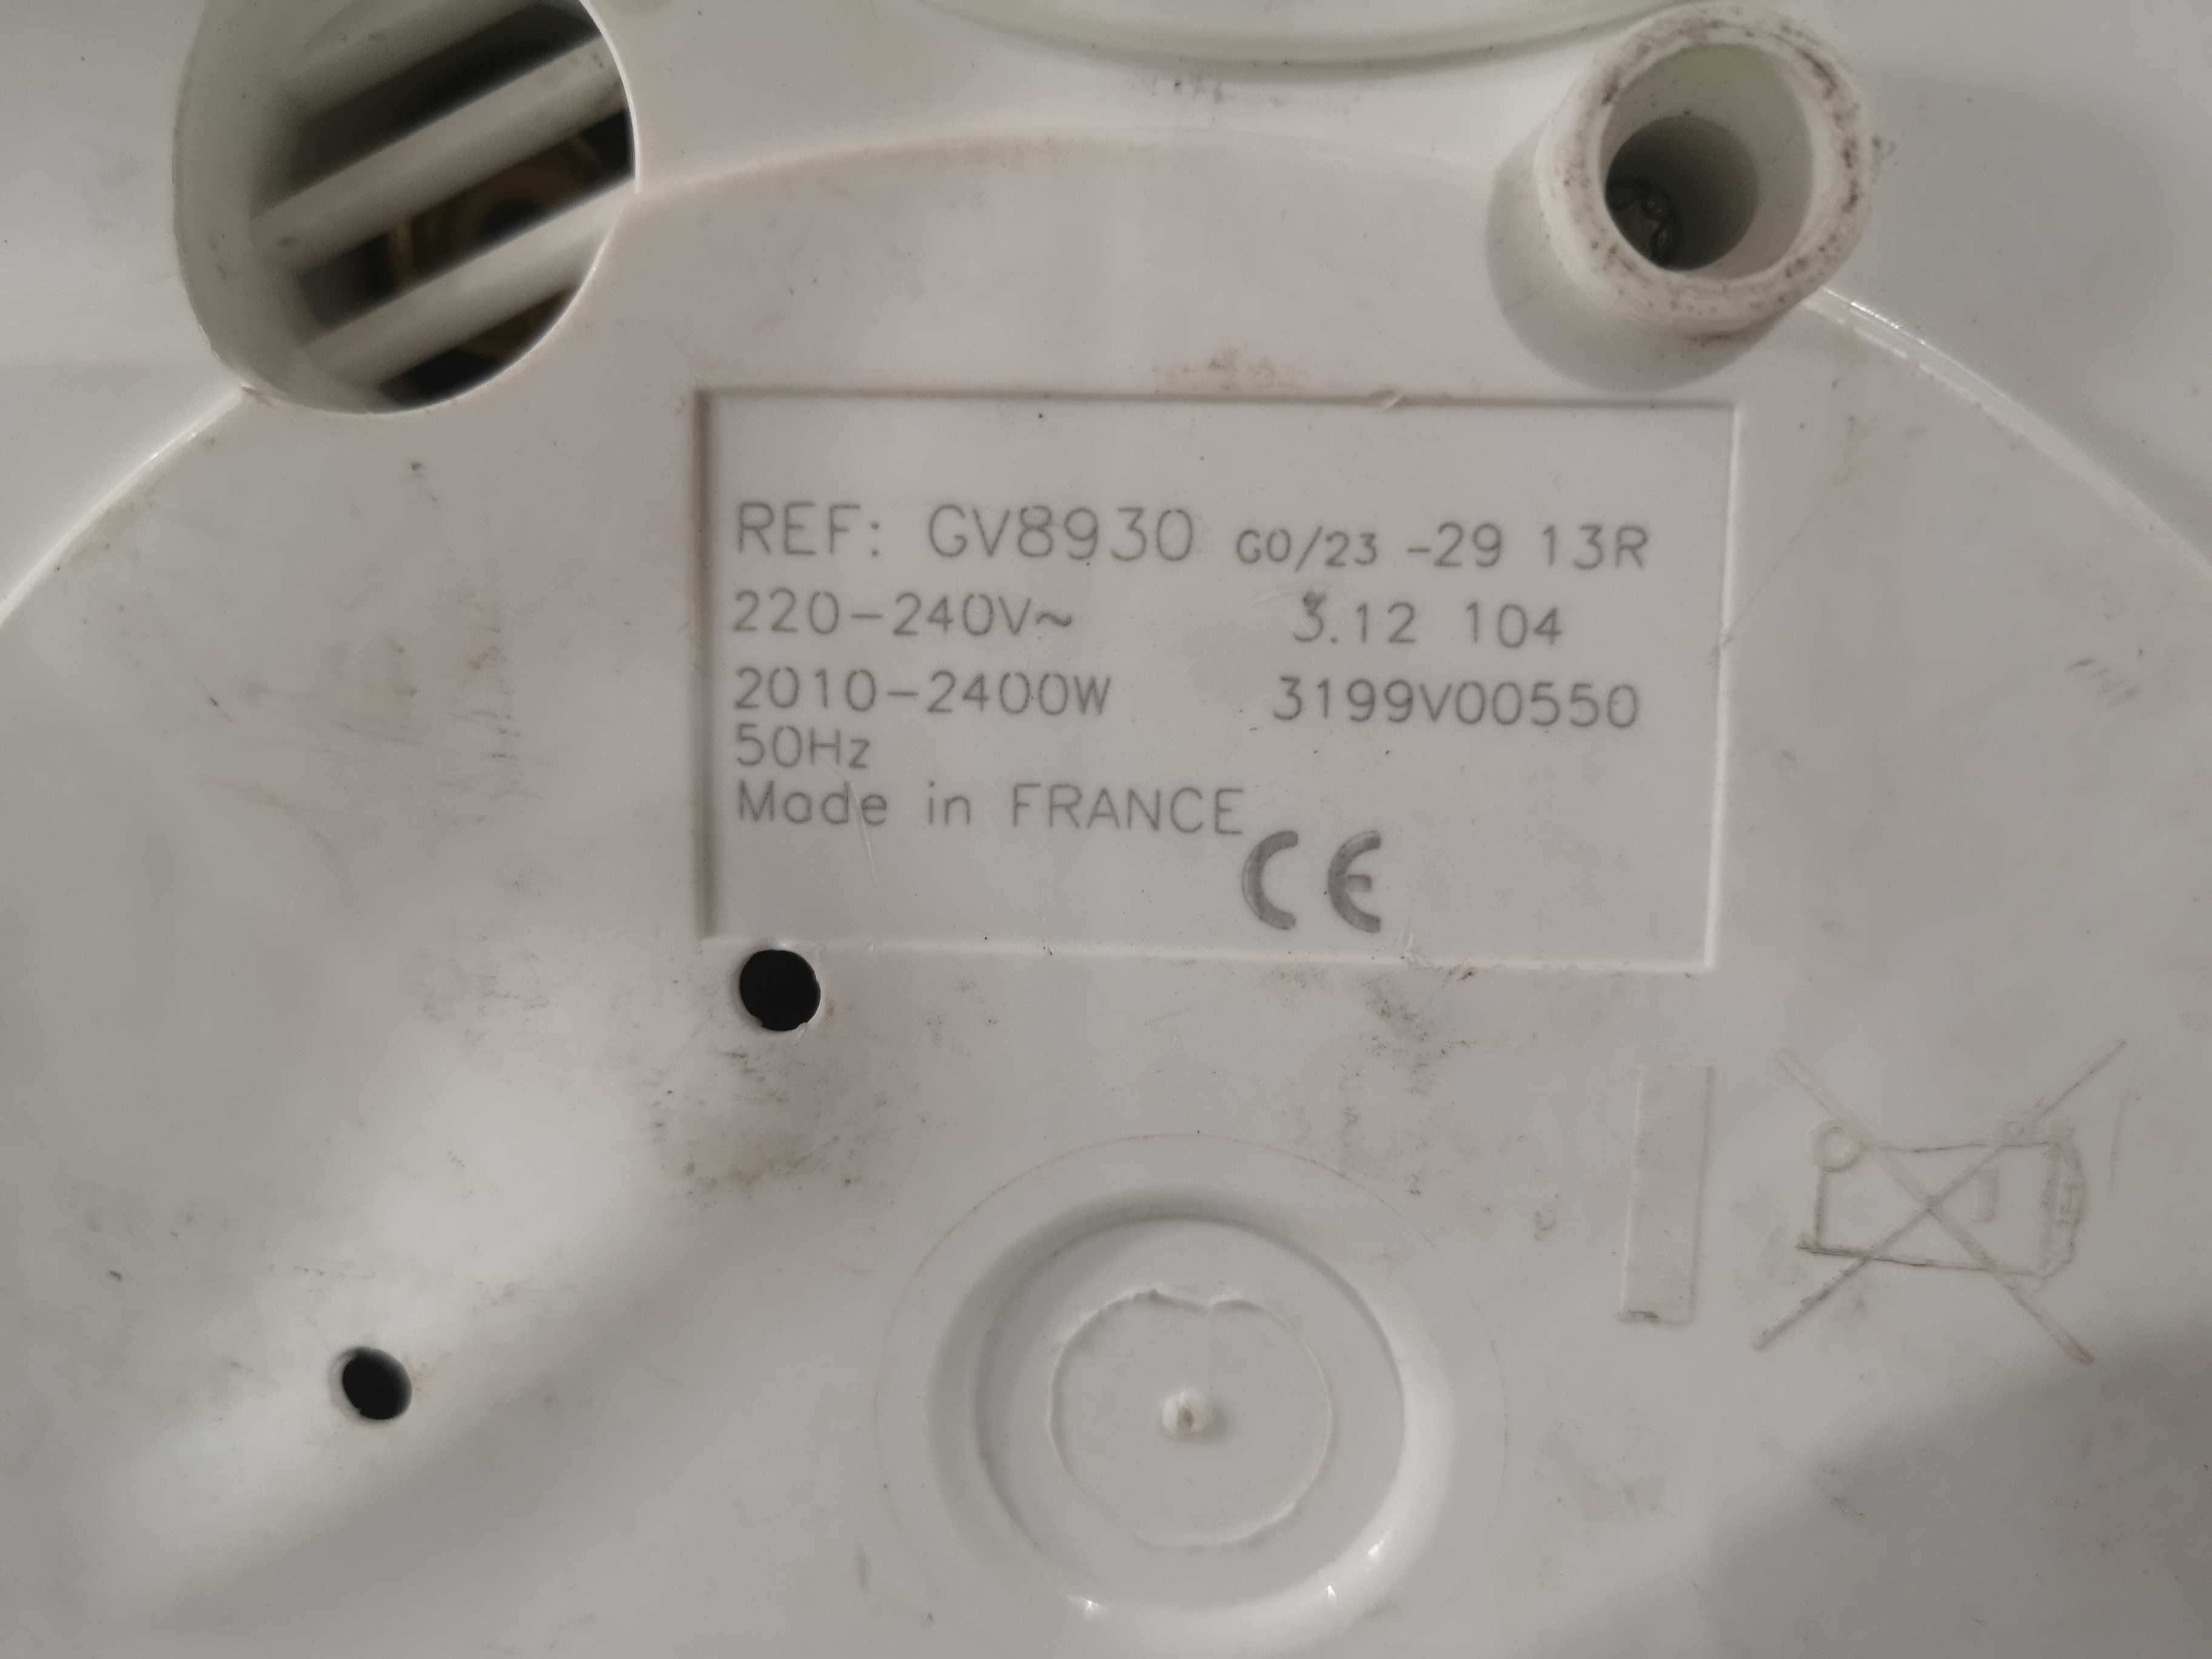 REF: GV8930 G0/23 -29 13R
220-240V~ 3.12 104
2010-2400W 3199V00550
50Hz
Made in FRANCE
CE